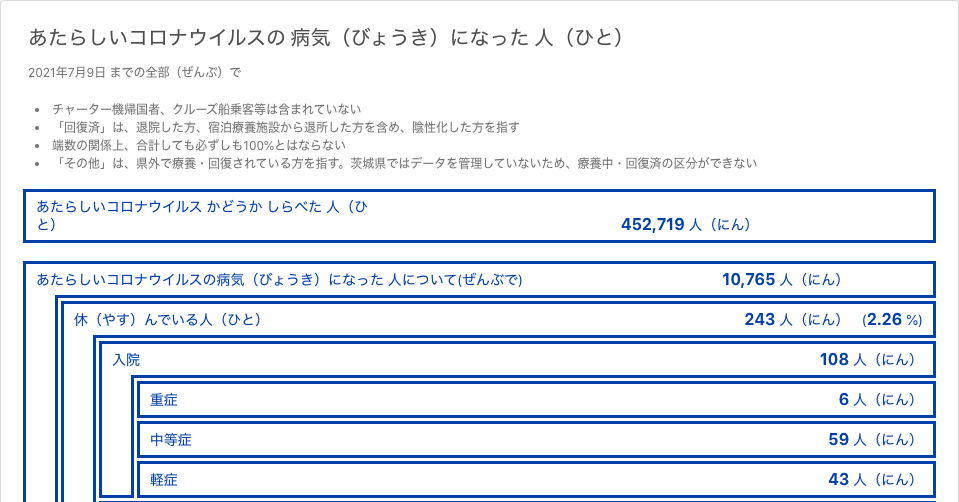 あたらしいコロナウイルスの 病気（びょうき）になった 人（ひと）
2021年7月9日 までの全部（ぜんぶ）で
• チャーター機帰国者、クルーズ船乗客等は含まれていない
• 「回復済」は、退院した方、宿泊療養施設から退所した方を含め、陰性化した方を指す
• 端数の関係上、合計しても必ずしも100%とはならない
• 「その他」は、県外で療養・回復されている方を指す。茨城県ではデータを管理していないため、療養中・回復済の区分ができない
あたらしいコロナウイルス かどうか しらべた 人（ひ
と） 452,719 人（にん）
あたらしいコロナウイルスの病気（びょうき）になった 人について(ぜんぶで) 10,765 人（にん）
休（やす）んでいる人（ひと） 243 人（にん） (2.26 %)
入院 108 人（にん）
重症 6 人（にん）
中等症 59 人（にん）
軽症 43 人（にん）